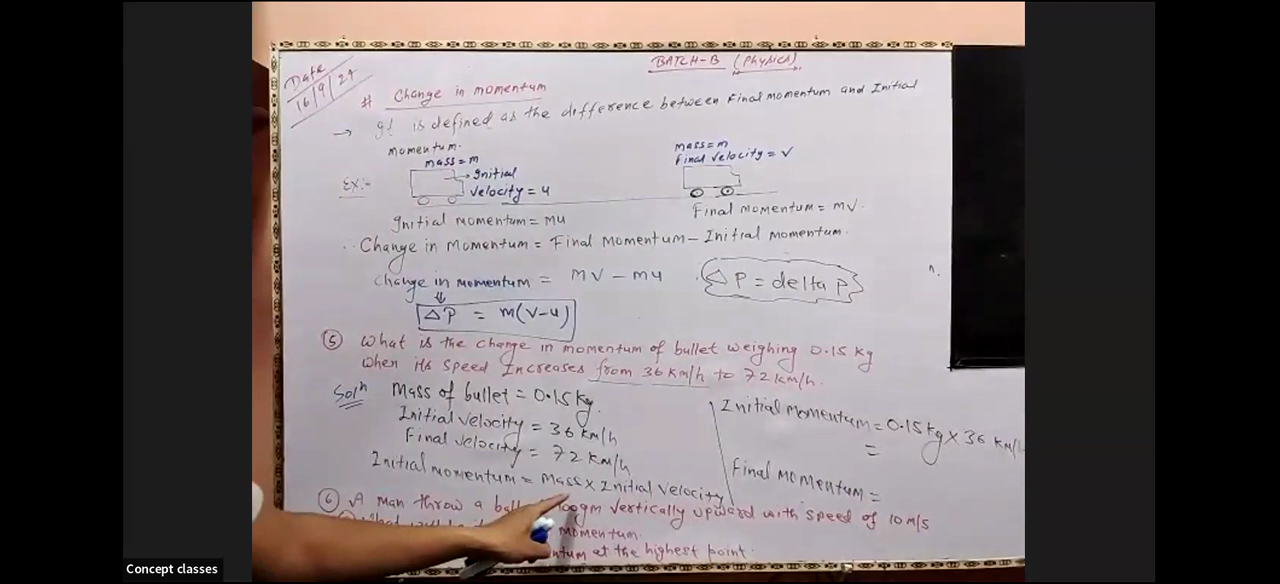 BATCH-B (Physics)
Date
16/9/24
# Change in momentum
→ It is defined as the difference between Final momentum and Initial
momentum.
mass = m
Ex:-
→ Initial
velocity = u
mass = m
Final velocity = v
Initial momentum = mu
Final momentum = mv.
Change in Momentum = Final Momentum - Initial momentum.
Change in momentum = mv - mu
△P = delta P
△P = m(v-u)
⑤ What is the change in momentum of bullet weighing 0.15 kg
when its speed Increases from 36 km/h to 72 km/h.
Solⁿ Mass of bullet = 0.15 kg.
Initial velocity = 36 km/h
Final velocity = 72 km/h
Initial momentum = Mass x Initial velocity
Initial momentum = 0.15 kg x 36 km/h
=
Final momentum =
⑥ A man throw a ball 100gm vertically upward with speed of 10 m/s
momentum.
at the highest point.
Concept classes